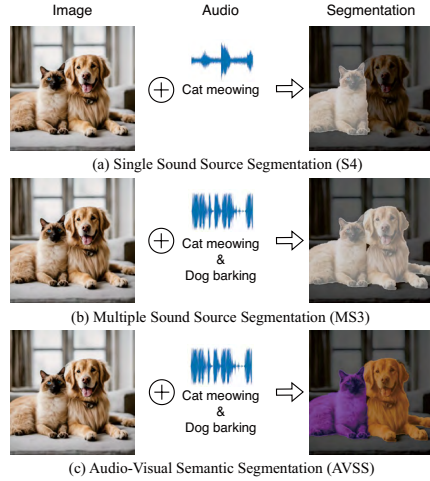 Image Audio Segmentation
Cat meowing
(a) Single Sound Source Segmentation (S4)
Cat meowing
&
Dog barking
(b) Multiple Sound Source Segmentation (MS3)
Cat meowing
&
Dog barking
(c) Audio-Visual Semantic Segmentation (AVSS)